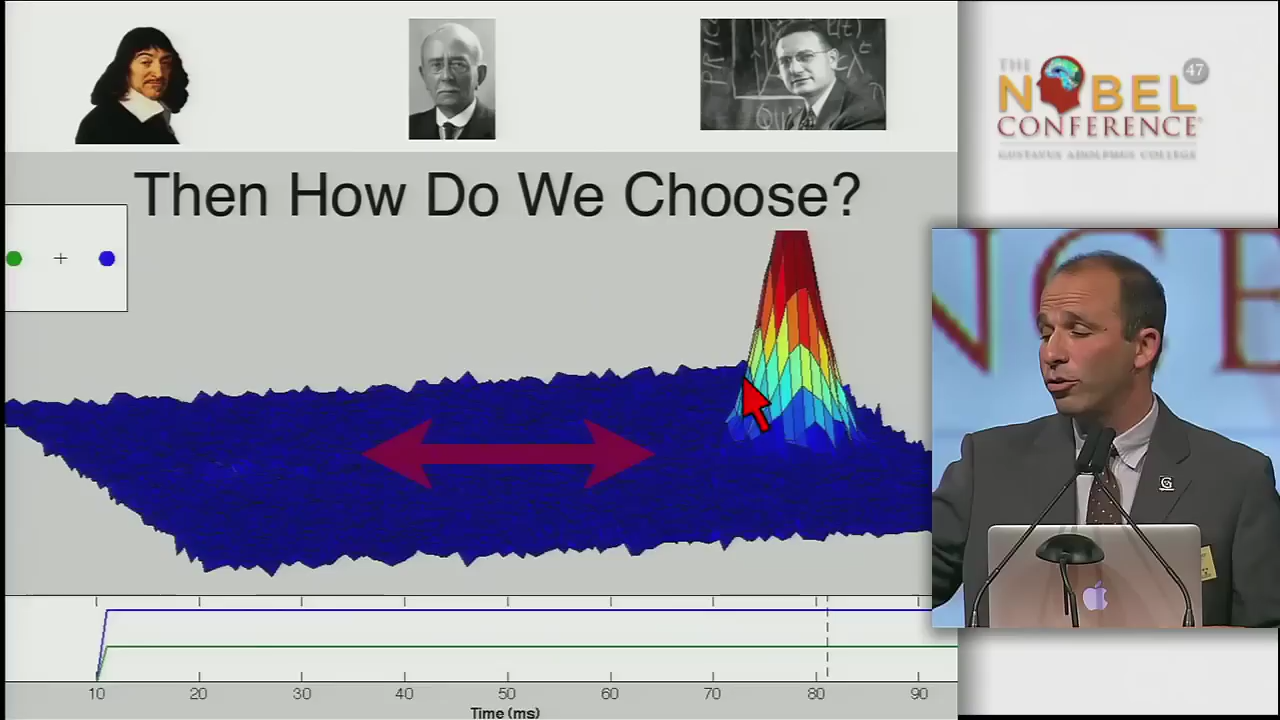 THE
NOBEL
47
CONFERENCE
GUSTAVUS ADOLPHUS COLLEGE
Then How Do We Choose?
10 20 30 40 50 60 70 80 90
Time (ms)